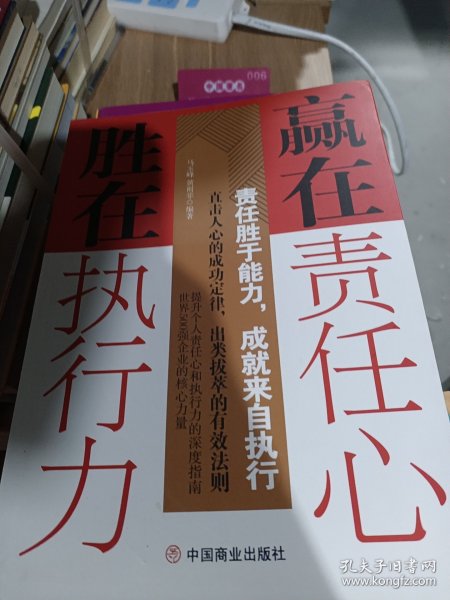 赢在责任心
胜在执行力
责任胜于能力，成就来自执行
直击人心的成功定律，出类拔萃的有效法则
提升个人责任心和执行力的深度指南
世界500强企业的核心力量
编著
中国商业出版社
006
孔夫子旧书网
www.kongfz.com